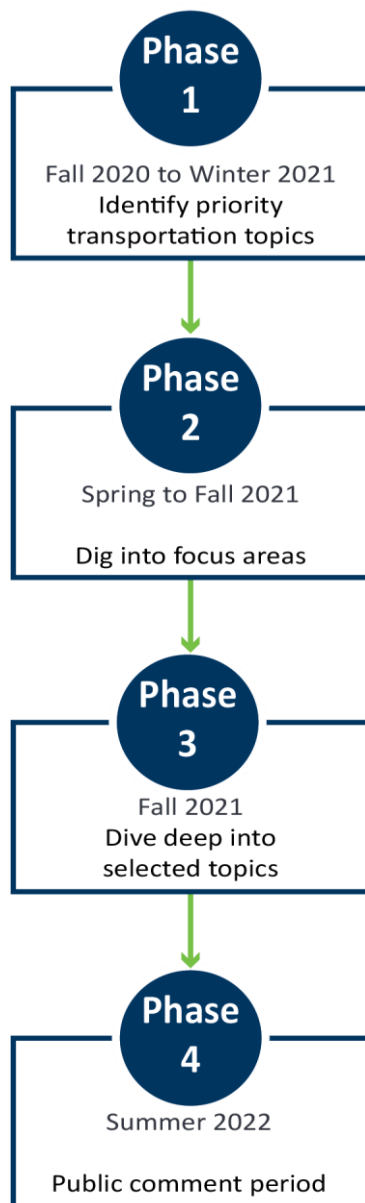 Phase
1
Fall 2020 to Winter 2021
Identify priority
transportation topics
Phase
2
Spring to Fall 2021
Dig into focus areas
Phase
3
Fall 2021
Dive deep into
selected topics
Phase
4
Summer 2022
Public comment period